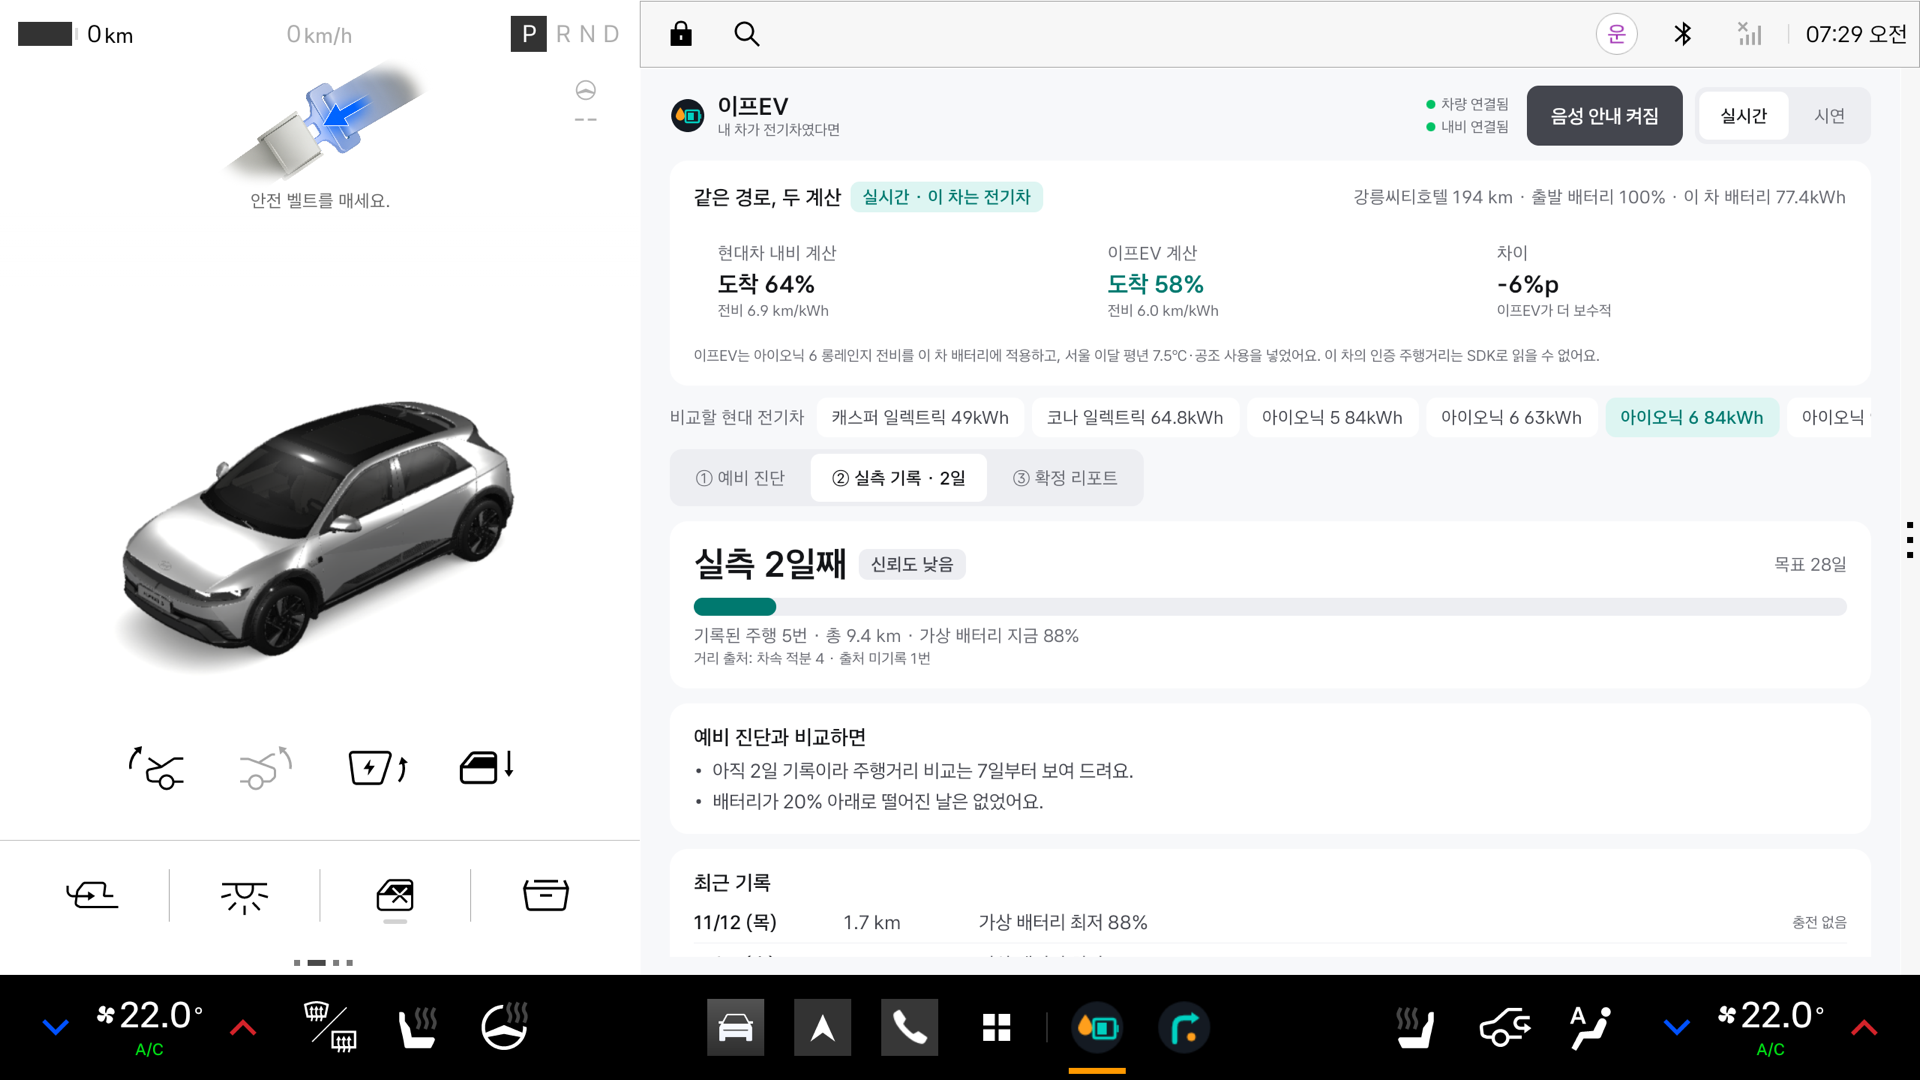 0 km
0 km/h
P R N D
안전 벨트를 매세요.
운
07:29 오전
이프EV
내 차가 전기차였다면
차량 연결됨
내비 연결됨
음성 안내 켜짐
실시간
시연
같은 경로, 두 계산
실시간 · 이 차는 전기차
강릉씨티호텔 194 km · 출발 배터리 100% · 이 차 배터리 77.4kWh
현대차 내비 계산
도착 64%
전비 6.9 km/kWh
이프EV 계산
도착 58%
전비 6.0 km/kWh
차이
-6%p
이프EV가 더 보수적
이프EV는 아이오닉 6 롱레인지 전비를 이 차 배터리에 적용하고, 서울 이달 평년 7.5℃·공조 사용을 넣었어요. 이 차의 인증 주행거리는 SDK로 읽을 수 없어요.
비교할 현대 전기차
캐스퍼 일렉트릭 49kWh
코나 일렉트릭 64.8kWh
아이오닉 5 84kWh
아이오닉 6 63kWh
아이오닉 6 84kWh
아이오닉
① 예비 진단
② 실측 기록 · 2일
③ 확정 리포트
실측 2일째
신뢰도 낮음
목표 28일
기록된 주행 5번 · 총 9.4 km · 가상 배터리 지금 88%
거리 출처: 차속 적분 4 · 출처 미기록 1번
예비 진단과 비교하면
• 아직 2일 기록이라 주행거리 비교는 7일부터 보여 드려요.
• 배터리가 20% 아래로 떨어진 날은 없었어요.
최근 기록
11/12 (목)
1.7 km
가상 배터리 최저 88%
충전 없음
22.0°
A/C
A
22.0°
A/C